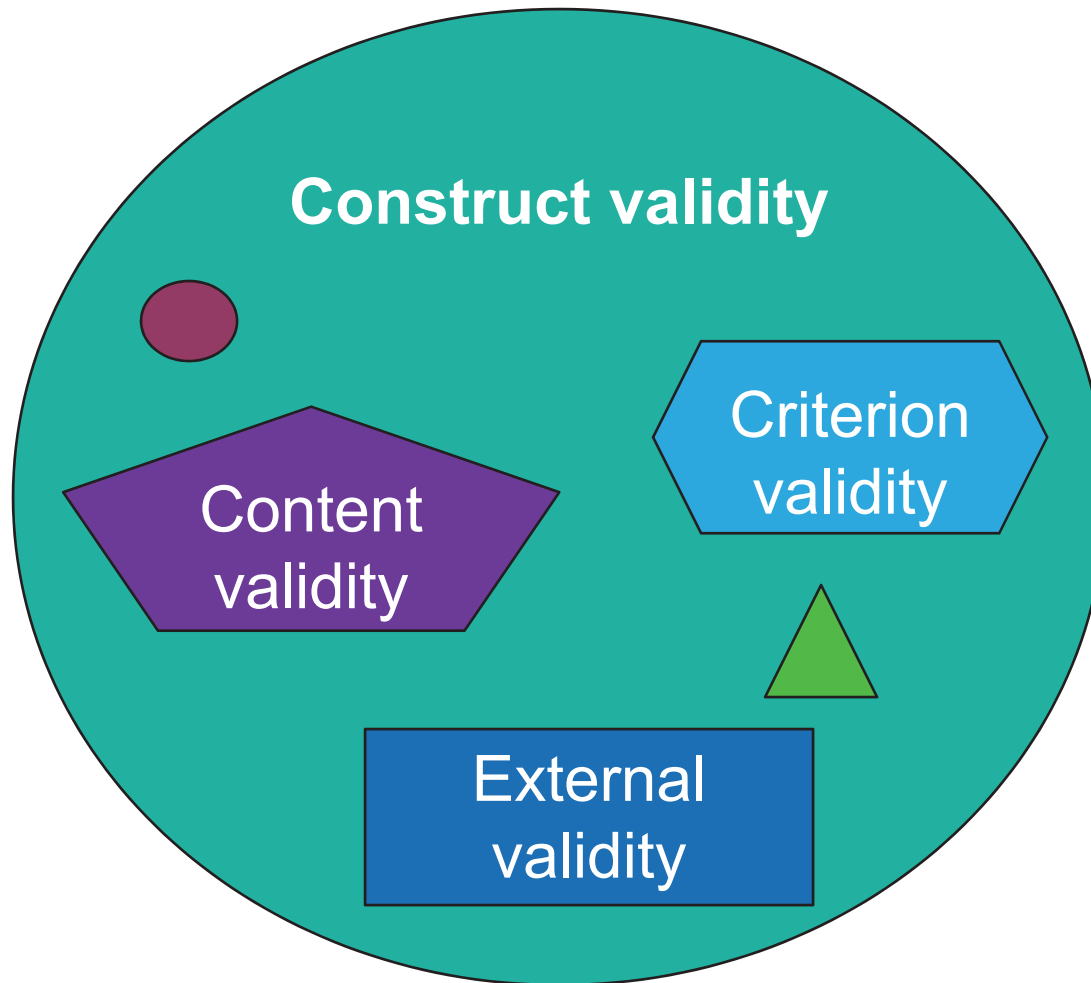 Construct validity
Criterion
validity
Content
validity
External
validity